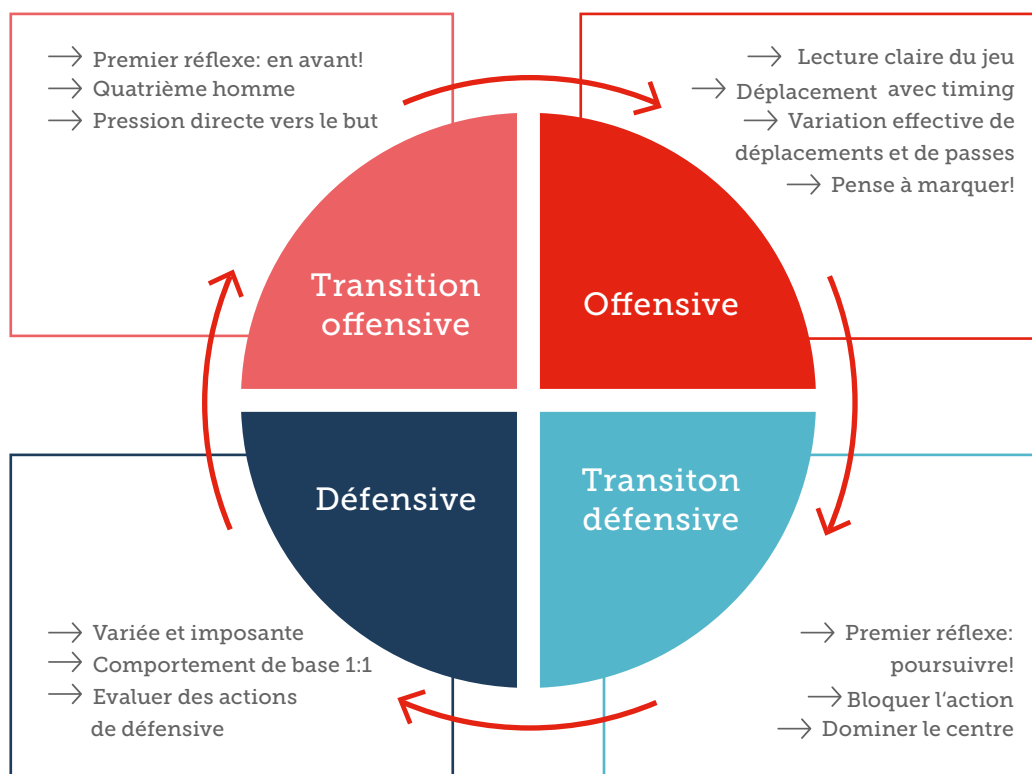 → Premier réflexe: en avant!
→ Quatrième homme
→ Pression directe vers le but
→ Lecture claire du jeu
→ Déplacement avec timing
→ Variation effective de
déplacements et de passes
→ Pense à marquer!
Transition
offensive
Offensive
Défensive
Transiton
défensive
→ Variée et imposante
→ Comportement de base 1:1
→ Evaluer des actions
de défensive
→ Premier réflexe:
poursuivre!
→ Bloquer l’action
→ Dominer le centre